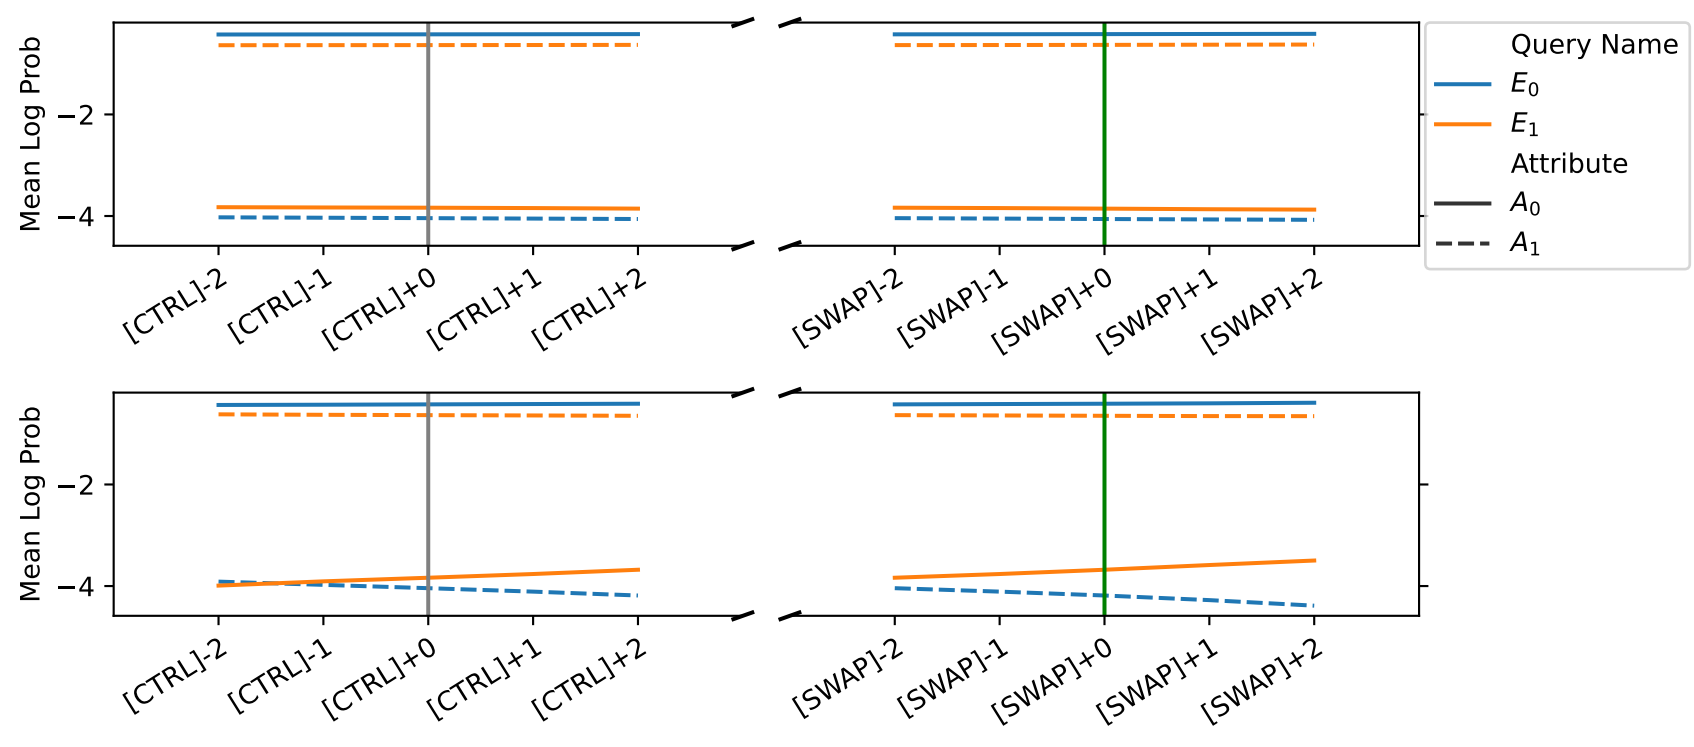 Mean Log Prob
−2
−4
[CTRL]-2
[CTRL]-1
[CTRL]+0
[CTRL]+1
[CTRL]+2
[SWAP]-2
[SWAP]-1
[SWAP]+0
[SWAP]+1
[SWAP]+2
Query Name
E₀
E₁
Attribute
A₀
A₁
Mean Log Prob
−2
−4
[CTRL]-2
[CTRL]-1
[CTRL]+0
[CTRL]+1
[CTRL]+2
[SWAP]-2
[SWAP]-1
[SWAP]+0
[SWAP]+1
[SWAP]+2